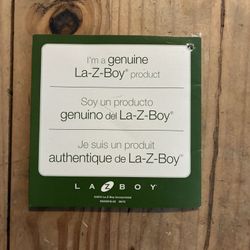 I'm a genuine
La-Z-Boy® product
Soy un producto
genuino del La-Z-Boy®
Je suis un produit
authentique de La-Z-Boy™
LA Z BOY®